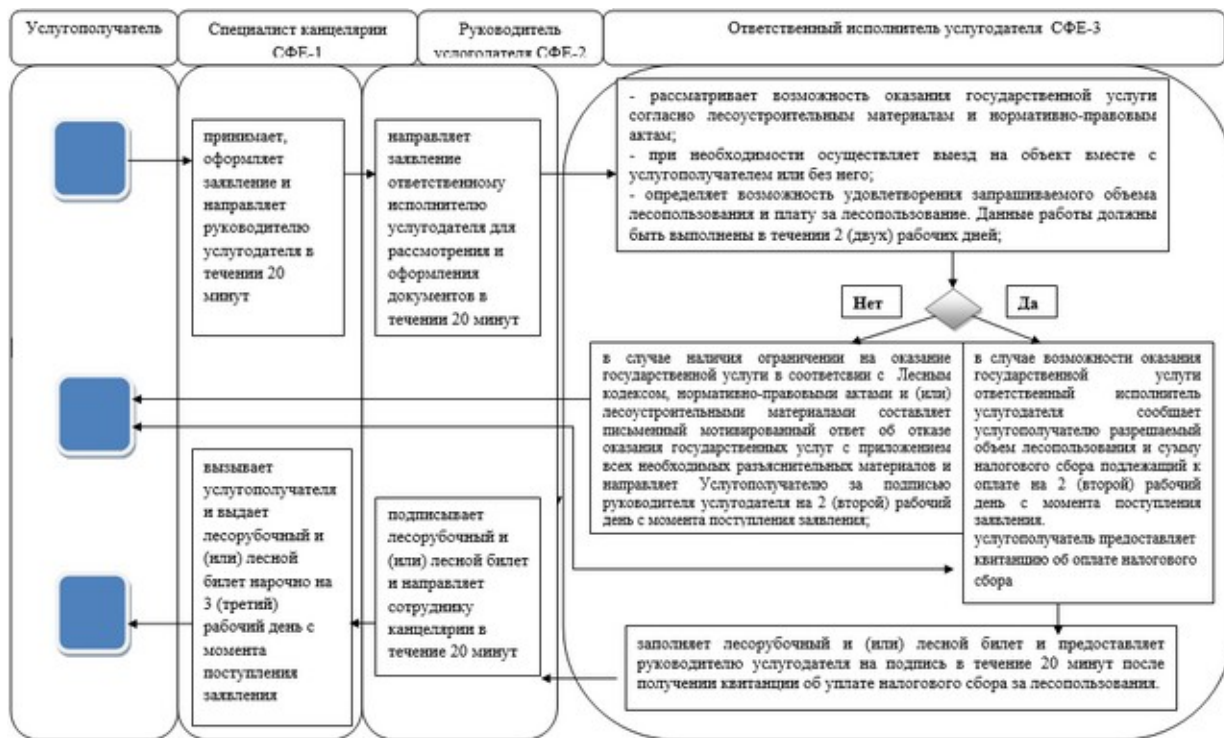 Услугополучатель
Специалист канцелярии
СФЕ-1
Руководитель
услогодателя СФЕ-2
Ответственный исполнитель услугодателя СФЕ-3
принимает,
оформляет
заявление и
направляет
руководителю
услугодателя в
течении 20
минут
направляет
заявление
ответственному
исполнителю
услугодателя для
рассмотрения и
оформления
документов в
течении 20 минут
- рассматривает возможность оказания государственной услуги
согласно лесоустроительным материалам и нормативно-правовым
актам;
- при необходимости осуществляет выезд на объект вместе с
услугополучателем или без него;
- определяет возможность удовлетворения запрашиваемого объема
лесопользования и плату за лесопользование. Данные работы должны
быть выполнены в течении 2 (двух) рабочих дней;
Нет
Да
в случае наличия ограничении на оказание
государственной услуги в соответсвии с Лесным
кодексом, нормативно-правовыми актами и (или)
лесоустроительными материалами составляет
письменный мотивированный ответ об отказе
оказания государственных услуг с приложением
всех необходимых разъяснительных материалов и
направляет Услугополучателю за подписью
руководителя услугодателя на 2 (второй) рабочий
день с момента поступления заявления;
в случае возможности оказания
государственной услуги
ответственный исполнитель
услугодателя сообщает
услугополучателю разрешаемый
объем лесопользования и сумму
налогового сбора подлежащий к
оплате на 2 (второй) рабочий
день с момента поступления
заявления.
услугополучатель предоставляет
квитанцию об оплате налогового
сбора
вызывает
услугополучателя
и выдает
лесорубочный и
(или) лесной
билет нарочно на
3 (третий)
рабочий день с
момента
поступления
заявления
подписывает
лесорубочный и
(или) лесной билет
и направляет
сотруднику
канцелярии в
течение 20 минут
заполняет лесорубочный и (или) лесной билет и предоставляет
руководителю услугодателя на подпись в течение 20 минут после
получении квитанции об уплате налогового сбора за лесопользования.